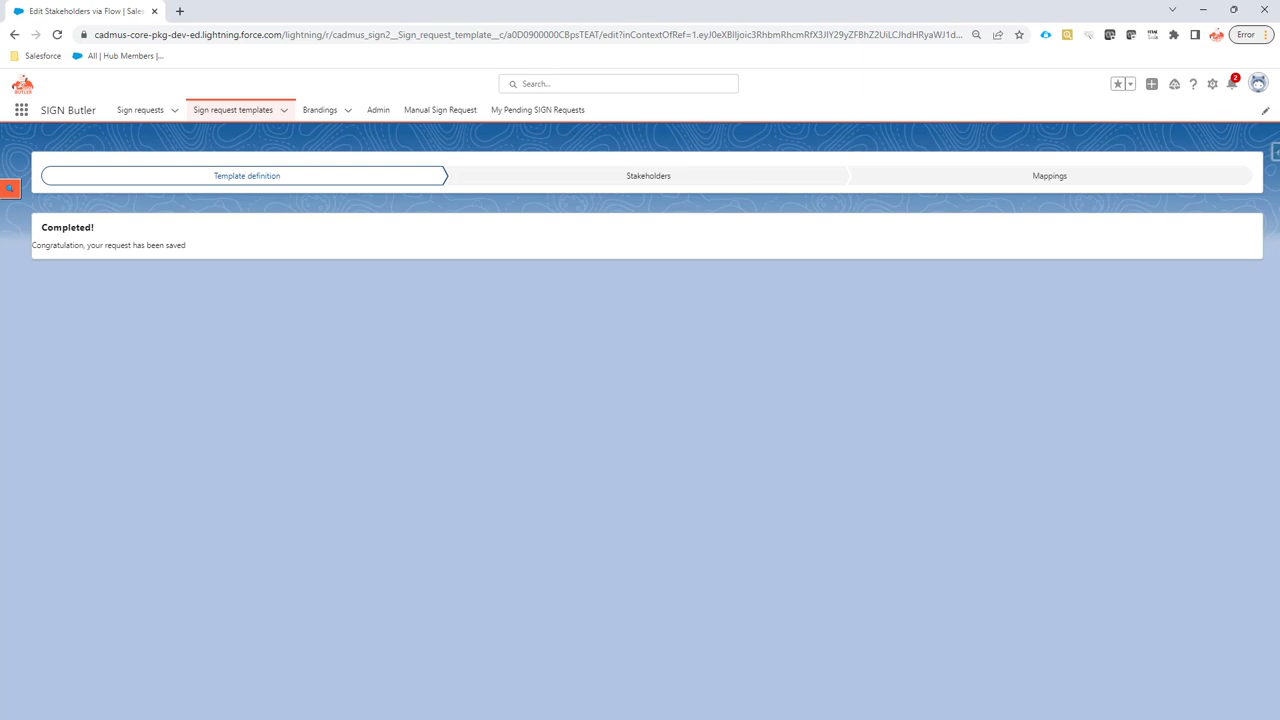 Edit Stakeholders via Flow | Sales
cadmus-core-pkg-dev-ed.lightning.force.com/lightning/r/cadmus_sign2__Sign_request_template__c/a0D0900000CBpsTEAT/edit?inContextOfRef=1.eyJ0eXBlIjoic3RhbmRhcmRfX3JlY29yZFBhZ2UiLCJhdHRyaWJ1d...
Error
Salesforce
All | Hub Members |...
Search...
2
SIGN Butler
Sign requests
Sign request templates
Brandings
Admin
Manual Sign Request
My Pending SIGN Requests
Template definition
Stakeholders
Mappings
Completed!
Congratulation, your request has been saved